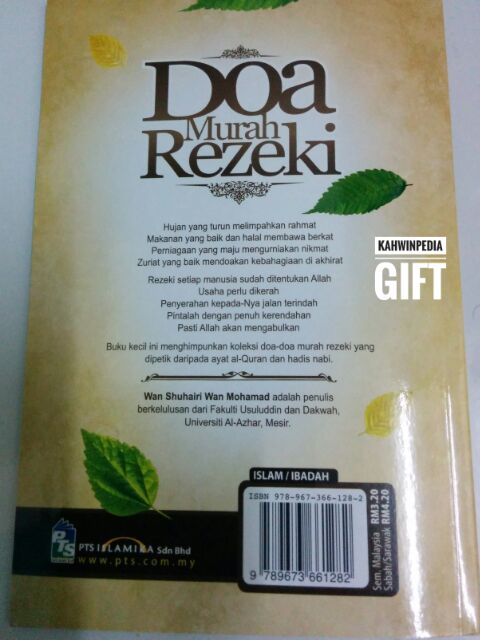 Doa
Murah
Rezeki
KAHWINPEDIA
GIFT
Hujan yang turun melimpahkan rahmat
Makanan yang baik dan halal membawa berkat
Perniagaan yang maju mengurniakan nikmat
Zuriat yang baik mendoakan kebahagiaan di akhirat
Rezeki setiap manusia sudah ditentukan Allah
Usaha perlu dikerah
Penyerahan kepada-Nya jalan terindah
Pintalah dengan penuh kerendahan
Pasti Allah akan mengabulkan
Buku kecil ini menghimpunkan koleksi doa-doa murah rezeki yang
dipetik daripada ayat al-Quran dan hadis nabi.
Wan Shuhairi Wan Mohamad adalah penulis
berkelulusan dari Fakulti Usuluddin dan Dakwah,
Universiti Al-Azhar, Mesir.
ISLAM / IBADAH
ISBN 978-967-366-128-2
9 789673 661282
Sem. Malaysia RM3.20
Sabah/Sarawak RM4.20
PTS
PTS ISLAMIKA Sdn Bhd
www.pts.com.my